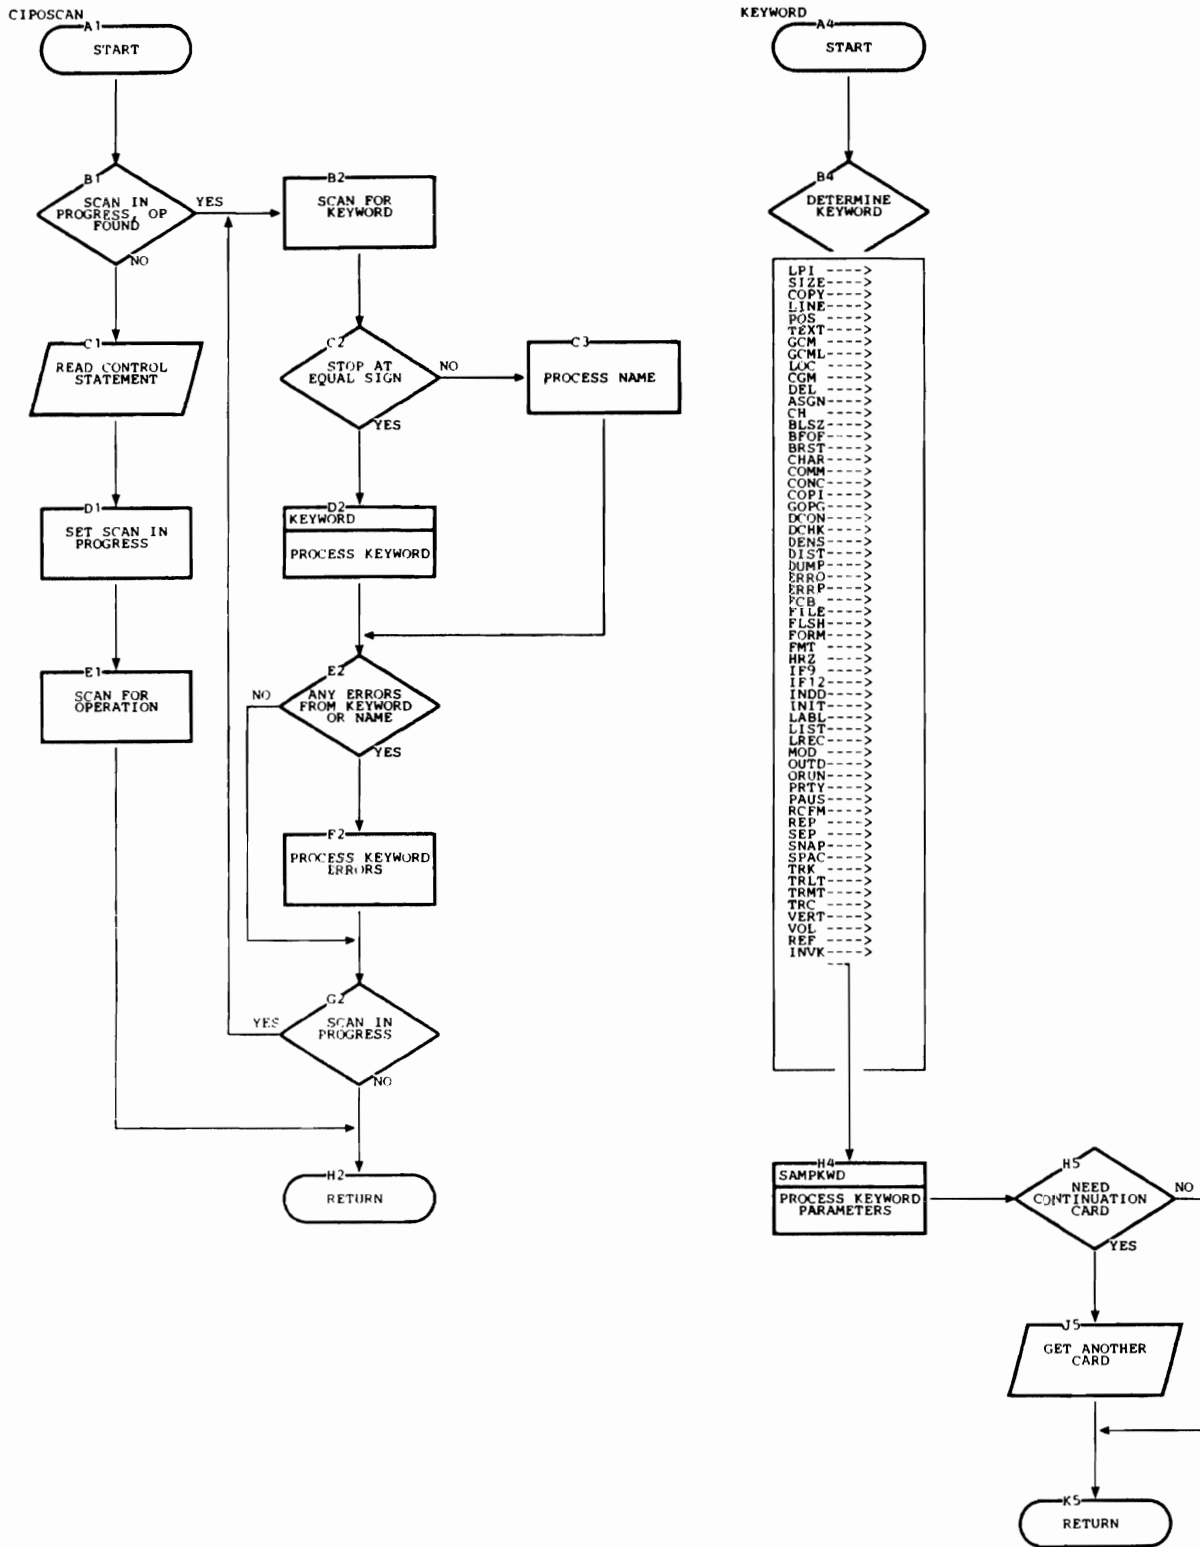 CIPOSCAN
A1
START
B1
SCAN IN
PROGRESS, OP
FOUND
YES
NO
C1
READ CONTROL
STATEMENT
D1
SET SCAN IN
PROGRESS
E1
SCAN FOR
OPERATION
B2
SCAN FOR
KEYWORD
C2
STOP AT
EQUAL SIGN
NO
YES
C3
PROCESS NAME
D2
KEYWORD
PROCESS KEYWORD
E2
ANY ERRORS
FROM KEYWORD
OR NAME
NO
YES
F2
PROCESS KEYWORD
ERRORS
G2
SCAN IN
PROGRESS
YES
NO
H2
RETURN
KEYWORD
A4
START
B4
DETERMINE
KEYWORD
LPI ---->
SIZE---->
COPY---->
LINE---->
POS ---->
TEXT---->
GCM ---->
GCML---->
LOC ---->
CGM ---->
DEL ---->
ASGN---->
CH ---->
BLSZ---->
BFOF---->
BRST---->
CHAR---->
COMM---->
CONC---->
COPI---->
GOPG---->
DCON---->
DCHK---->
DENS---->
DIST---->
DUMP---->
ERRO---->
ERRP---->
FCB ---->
FILE---->
FLSH---->
FORM---->
FMT ---->
HRZ ---->
IF9 ---->
IF12---->
INDD---->
INIT---->
LABL---->
LIST---->
LREC---->
MOD ---->
OUTD---->
ORUN---->
PRTY---->
PAUS---->
RCFM---->
REP ---->
SEP ---->
SNAP---->
SPAC---->
TRK ---->
TRLT---->
TRMT---->
TRC ---->
VERT---->
VOL ---->
REF ---->
INVK---->
----
H4
SAMPKWD
PROCESS KEYWORD
PARAMETERS
H5
NEED
CONTINUATION
CARD
NO
YES
J5
GET ANOTHER
CARD
K5
RETURN